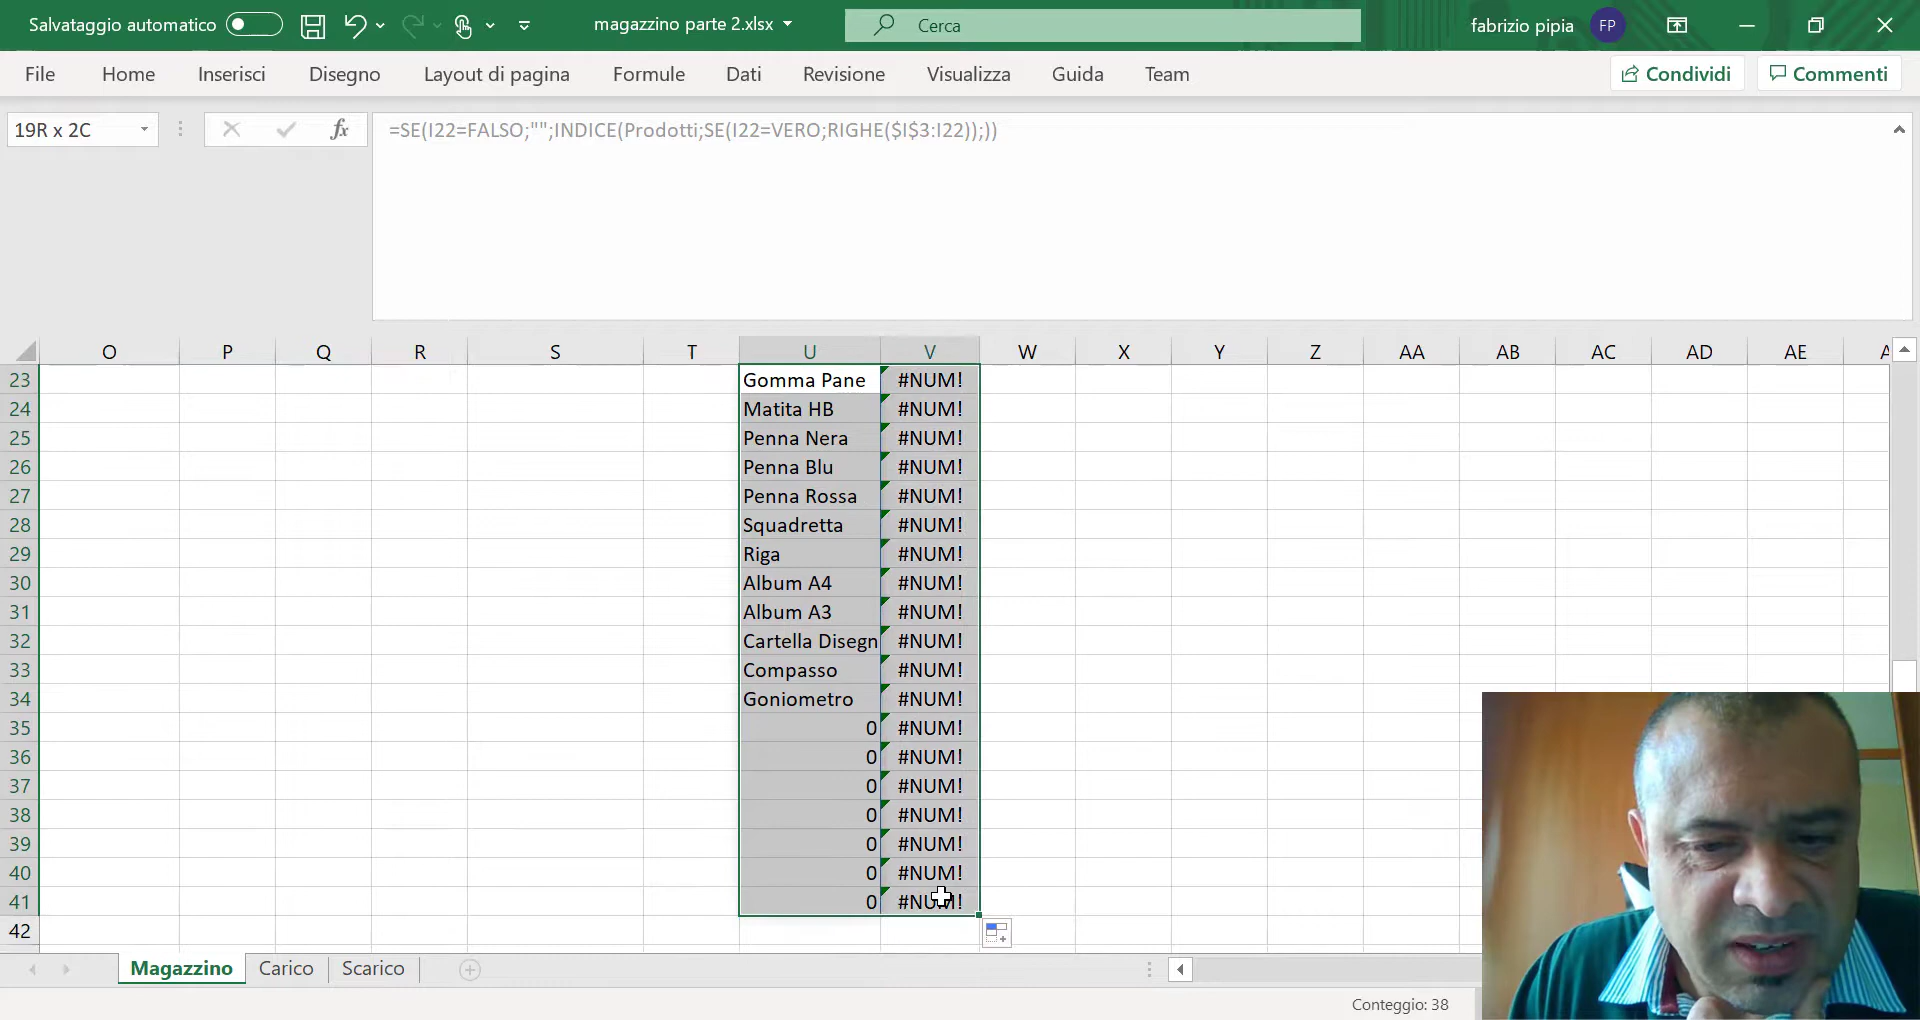 Salvataggio automatico
magazzino parte 2.xlsx
Cerca
fabrizio pipia
FP
File Home Inserisci Disegno Layout di pagina Formule Dati Revisione Visualizza Guida Team
Condividi Commenti
19R x 2C
fx
=SE(I22=FALSO;"";INDICE(Prodotti;SE(I22=VERO;RIGHE($I$3:I22));))
O P Q R S T U V W X Y Z AA AB AC AD AE
23 Gomma Pane #NUM!
24 Matita HB #NUM!
25 Penna Nera #NUM!
26 Penna Blu #NUM!
27 Penna Rossa #NUM!
28 Squadretta #NUM!
29 Riga #NUM!
30 Album A4 #NUM!
31 Album A3 #NUM!
32 Cartella Disegn #NUM!
33 Compasso #NUM!
34 Goniometro #NUM!
35 0 #NUM!
36 0 #NUM!
37 0 #NUM!
38 0 #NUM!
39 0 #NUM!
40 0 #NUM!
41 0 #NUM!
42
Magazzino Carico Scarico
Conteggio: 38